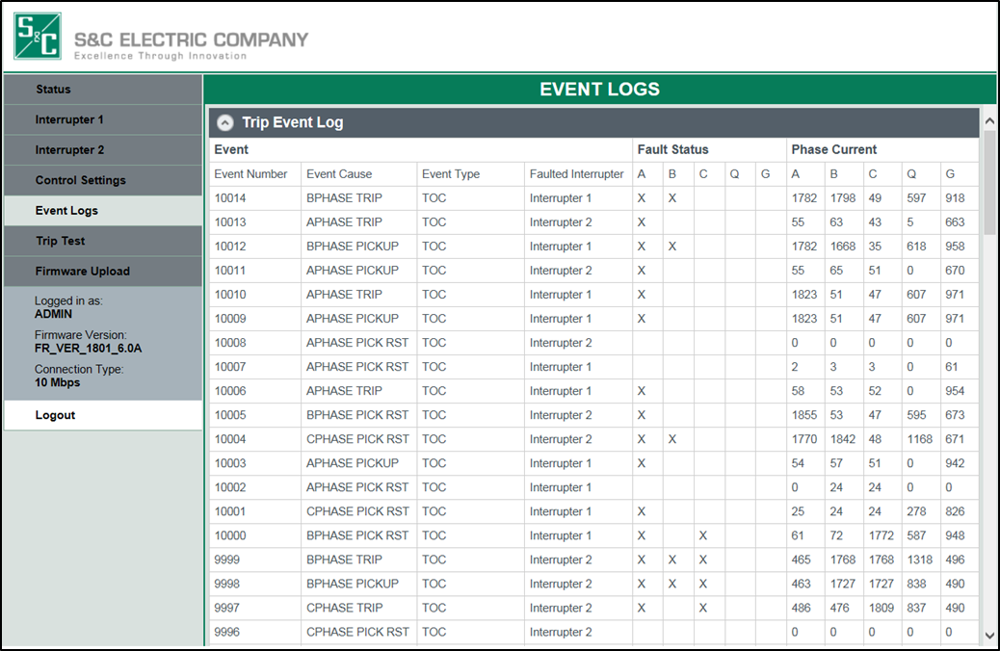 S&C
S&C ELECTRIC COMPANY
Excellence Through Innovation
Status
Interrupter 1
Interrupter 2
Control Settings
Event Logs
Trip Test
Firmware Upload
Logged in as:
ADMIN
Firmware Version:
FR_VER_1801_6.0A
Connection Type:
10 Mbps
Logout
EVENT LOGS
Trip Event Log
Event Fault Status Phase Current
Event Number Event Cause Event Type Faulted Interrupter A B C Q G A B C Q G
10014 BPHASE TRIP TOC Interrupter 1 X X 1782 1798 49 597 918
10013 APHASE TRIP TOC Interrupter 2 X 55 63 43 5 663
10012 BPHASE PICKUP TOC Interrupter 1 X X 1782 1668 35 618 958
10011 APHASE PICKUP TOC Interrupter 2 X 55 65 51 0 670
10010 APHASE TRIP TOC Interrupter 1 X 1823 51 47 607 971
10009 APHASE PICKUP TOC Interrupter 1 X 1823 51 47 607 971
10008 APHASE PICK RST TOC Interrupter 2 0 0 0 0 0
10007 APHASE PICK RST TOC Interrupter 1 2 3 3 0 61
10006 APHASE TRIP TOC Interrupter 1 X 58 53 52 0 954
10005 BPHASE PICK RST TOC Interrupter 2 X 1855 53 47 595 673
10004 CPHASE PICK RST TOC Interrupter 2 X X 1770 1842 48 1168 671
10003 APHASE PICKUP TOC Interrupter 1 X 54 57 51 0 942
10002 APHASE PICK RST TOC Interrupter 1 0 24 24 0 0
10001 CPHASE PICK RST TOC Interrupter 1 X 25 24 24 278 826
10000 BPHASE PICK RST TOC Interrupter 1 X X 61 72 1772 587 948
9999 BPHASE TRIP TOC Interrupter 2 X X X 465 1768 1768 1318 496
9998 BPHASE PICKUP TOC Interrupter 2 X X X 463 1727 1727 838 490
9997 CPHASE TRIP TOC Interrupter 2 X X 486 476 1809 837 490
9996 CPHASE PICK RST TOC Interrupter 2 0 0 0 0 0